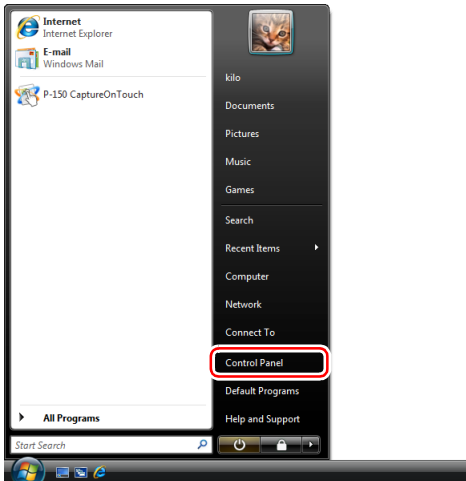 Internet
Internet Explorer
E-mail
Windows Mail
P-150 CaptureOnTouch
All Programs
Start Search
kilo
Documents
Pictures
Music
Games
Search
Recent Items
Computer
Network
Connect To
Control Panel
Default Programs
Help and Support